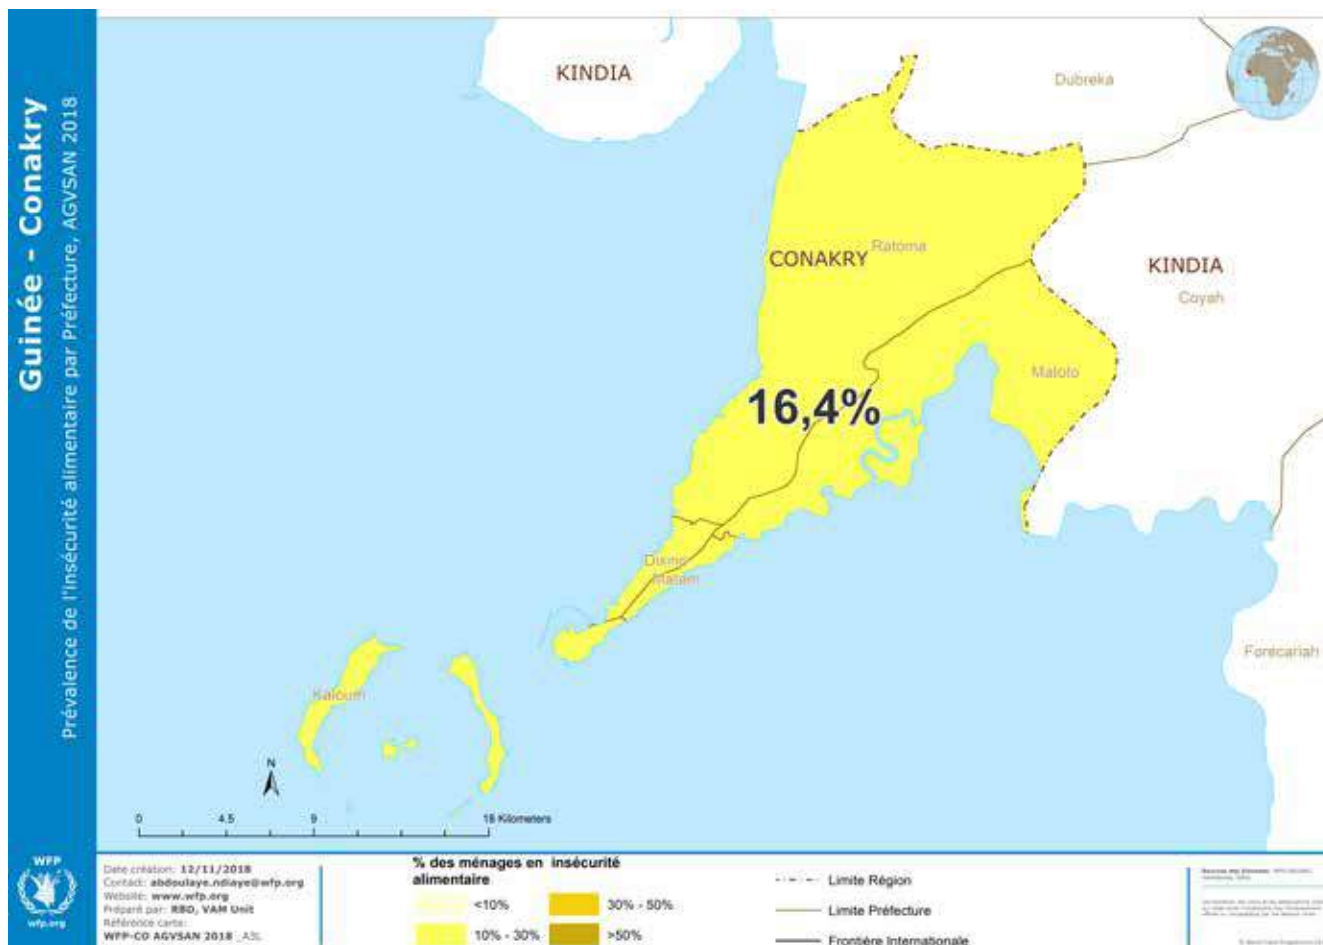 Guinée - Conakry
Prévalence de l'insécurité alimentaire par Préfecture, AGVSAN 2018
KINDIA
Dubreka
CONAKRY
Ratoma
KINDIA
Coyah
Matoto
16,4%
Dixinn
Matam
Forécariah
Kaloum
N
0 4.5 9 18 Kilometers
WFP
wfp.org
Date création: 12/11/2018
Contact: abdoulaye.ndiaye@wfp.org
Website: www.wfp.org
Préparé par: RBD, VAM Unit
Référence carte:
WFP-CO AGVSAN 2018 _A3L
% des ménages en insécurité
alimentaire
<10%
30% - 50%
10% - 30%
>50%
Limite Région
Limite Préfecture
Frontière Internationale